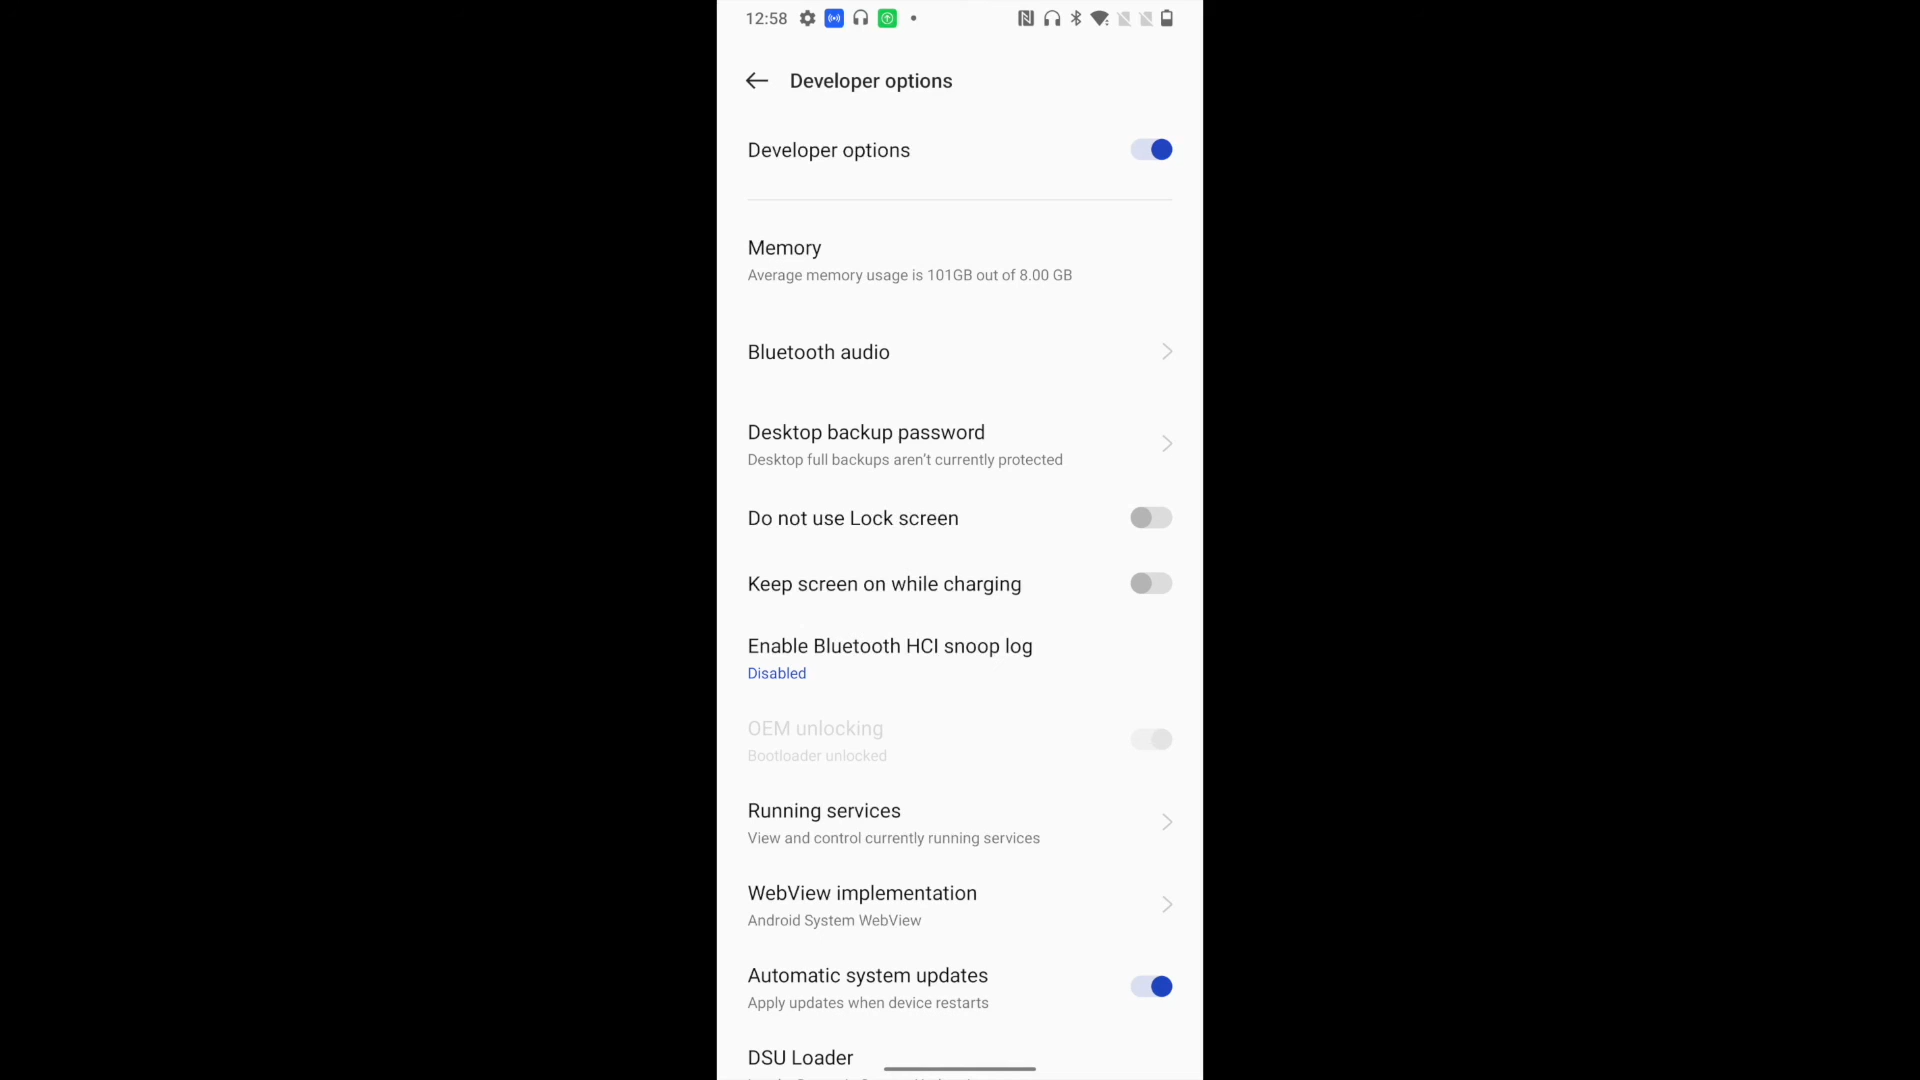 12:58
Developer options
Developer options
Memory
Average memory usage is 101GB out of 8.00 GB
Bluetooth audio
Desktop backup password
Desktop full backups aren't currently protected
Do not use Lock screen
Keep screen on while charging
Enable Bluetooth HCI snoop log
Disabled
OEM unlocking
Bootloader unlocked
Running services
View and control currently running services
WebView implementation
Android System WebView
Automatic system updates
Apply updates when device restarts
DSU Loader